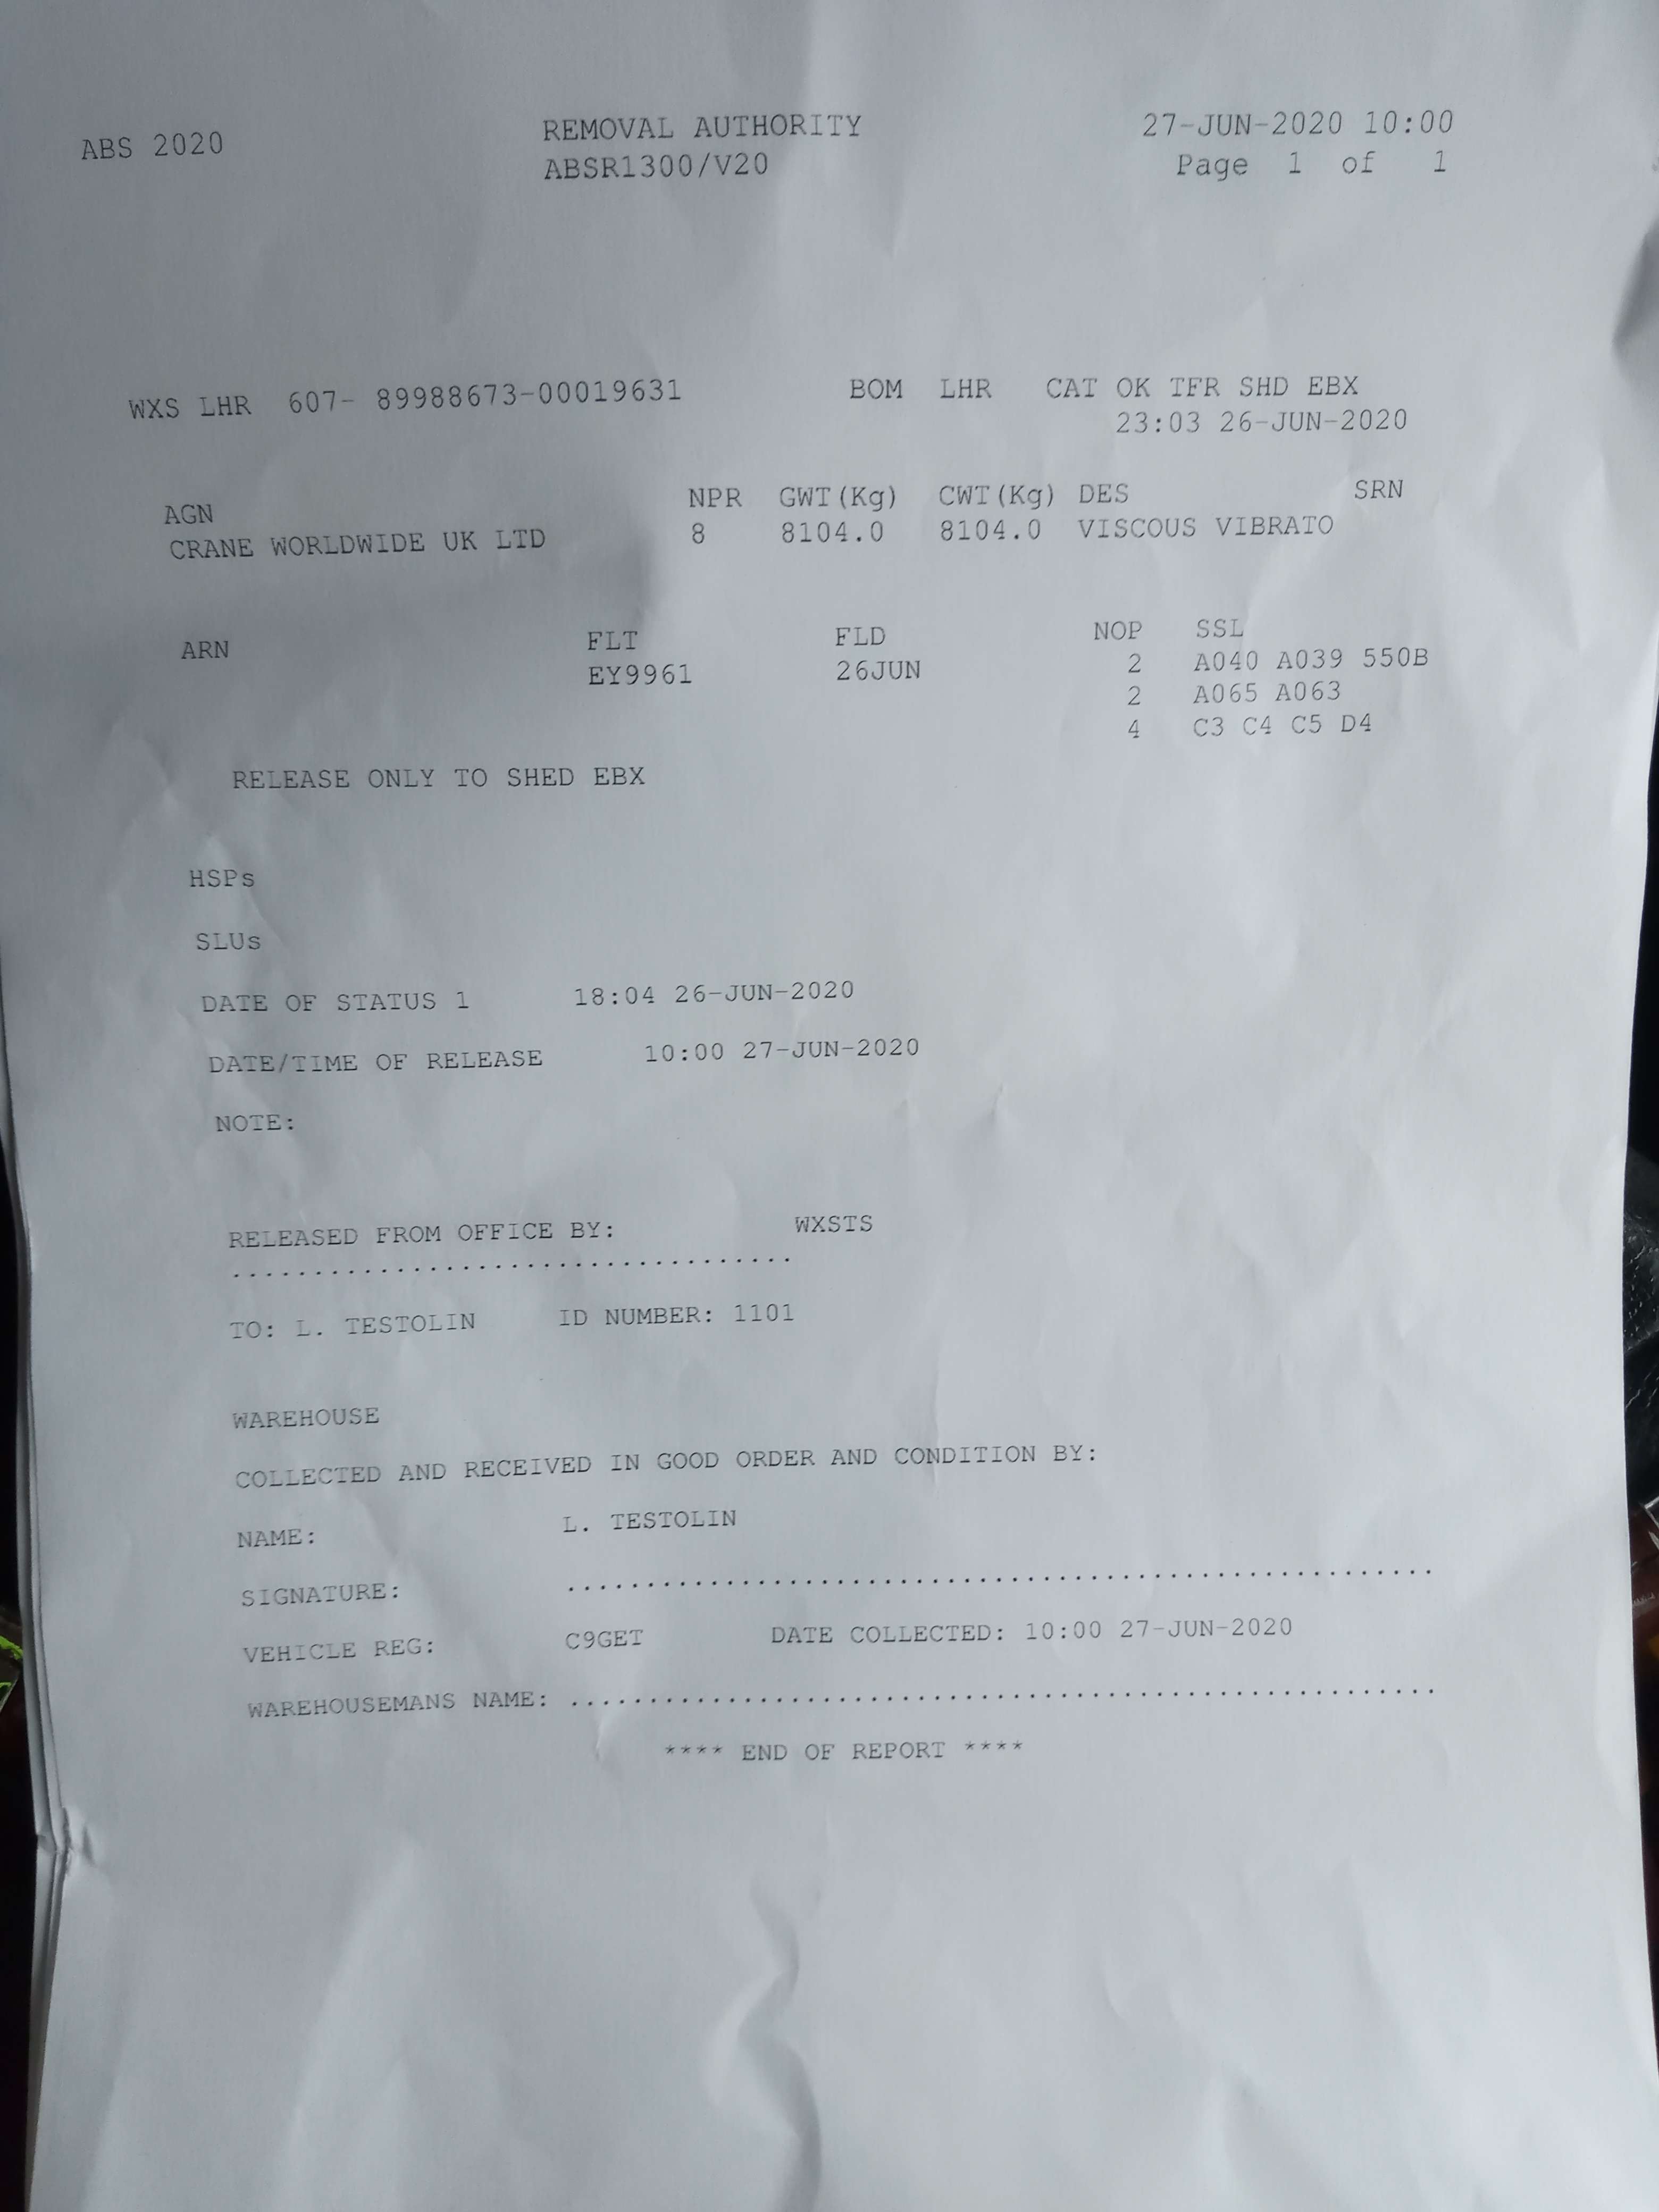 ABS 2020 REMOVAL AUTHORITY 27-JUN-2020 10:00
ABSR1300/V20 Page 1 of 1
WXS LHR 607- 89988673-00019631 BOM LHR CAT OK TFR SHD EBX
23:03 26-JUN-2020
AGN NPR GWT(Kg) CWT(Kg) DES SRN
CRANE WORLDWIDE UK LTD 8 8104.0 8104.0 VISCOUS VIBRATO
ARN FLT FLD NOP SSL
EY9961 26JUN 2 A040 A039 550B
2 A065 A063
4 C3 C4 C5 D4
RELEASE ONLY TO SHED EBX
HSPs
SLUs
DATE OF STATUS 1 18:04 26-JUN-2020
DATE/TIME OF RELEASE 10:00 27-JUN-2020
NOTE:
RELEASED FROM OFFICE BY: WXSTS
...................................
TO: L. TESTOLIN ID NUMBER: 1101
WAREHOUSE
COLLECTED AND RECEIVED IN GOOD ORDER AND CONDITION BY:
NAME: L. TESTOLIN
SIGNATURE: .......................................................
VEHICLE REG: C9GET DATE COLLECTED: 10:00 27-JUN-2020
WAREHOUSEMANS NAME: .......................................................
**** END OF REPORT ****